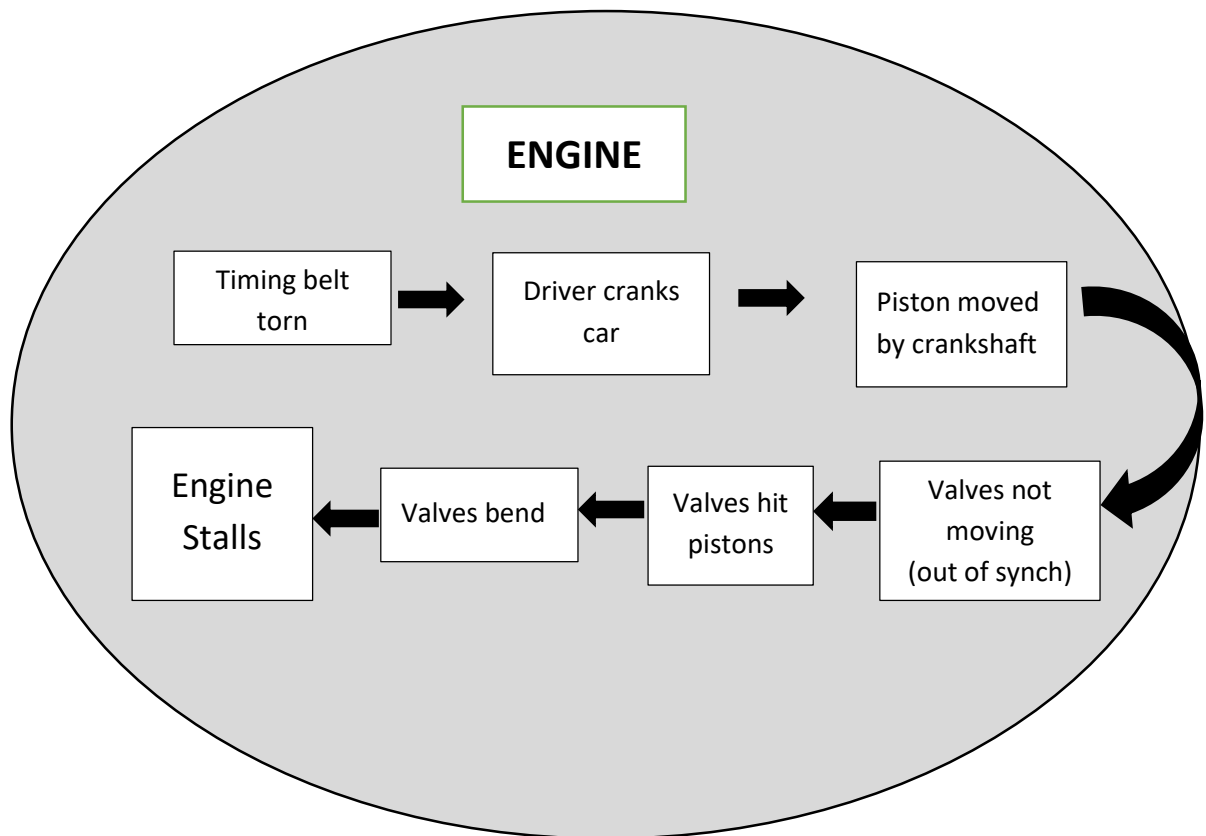 ENGINE
Timing belt
torn
Driver cranks
car
Piston moved
by crankshaft
Valves not
moving
(out of synch)
Valves hit
pistons
Valves bend
Engine
Stalls